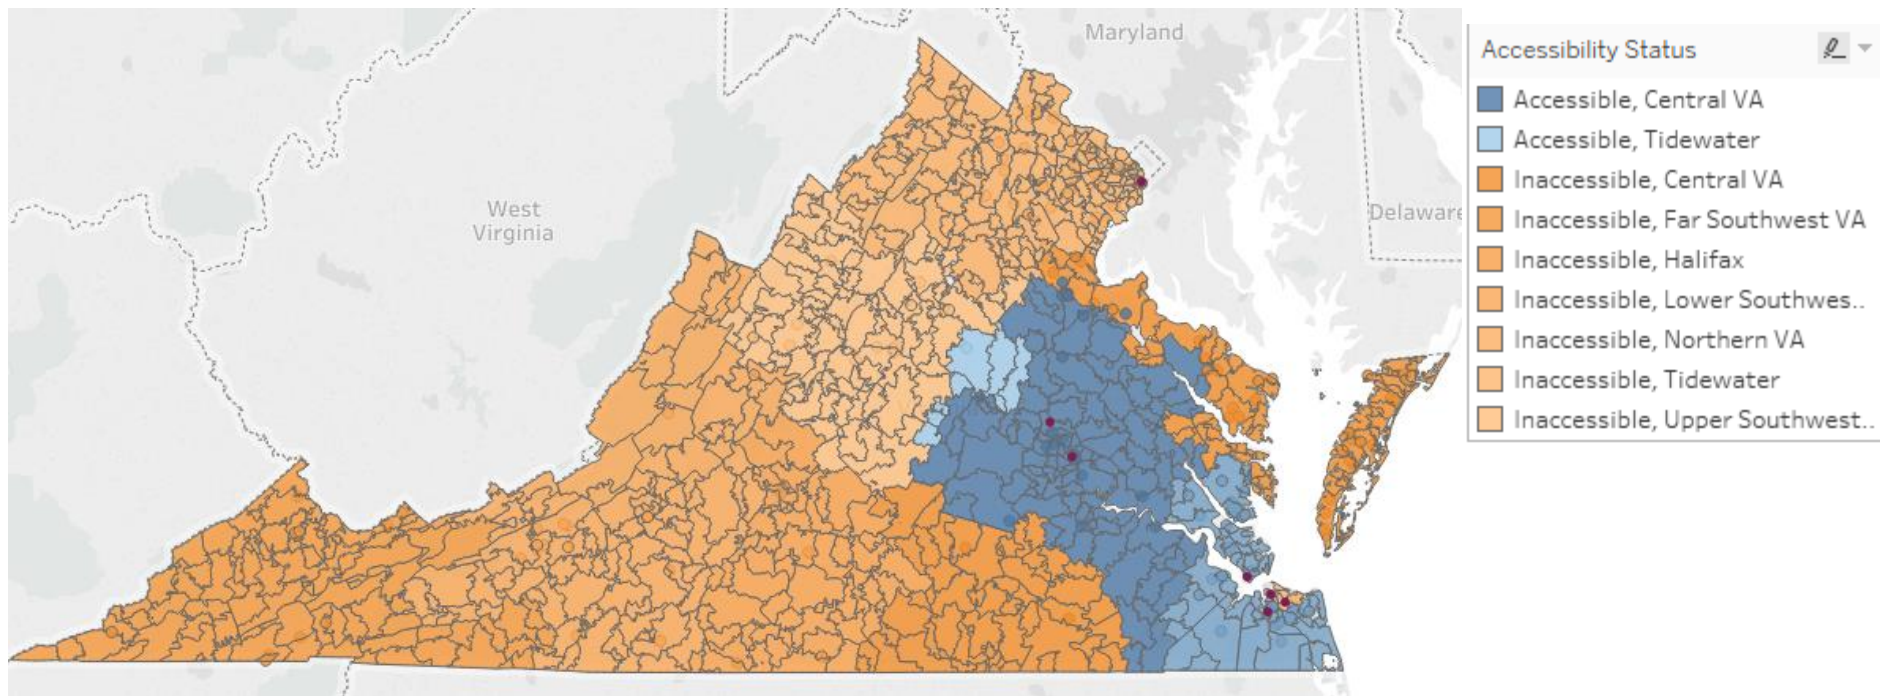 Maryland
West
Virginia
Delaware
Accessibility Status
Accessible, Central VA
Accessible, Tidewater
Inaccessible, Central VA
Inaccessible, Far Southwest VA
Inaccessible, Halifax
Inaccessible, Lower Southwes..
Inaccessible, Northern VA
Inaccessible, Tidewater
Inaccessible, Upper Southwest..